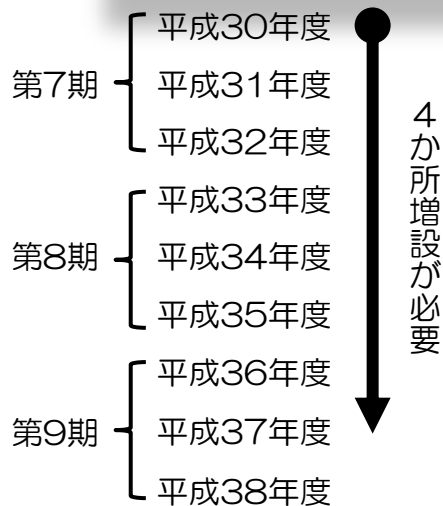 第7期
平成30年度
平成31年度
平成32年度
第8期
平成33年度
平成34年度
平成35年度
第9期
平成36年度
平成37年度
平成38年度
4か所増設が必要